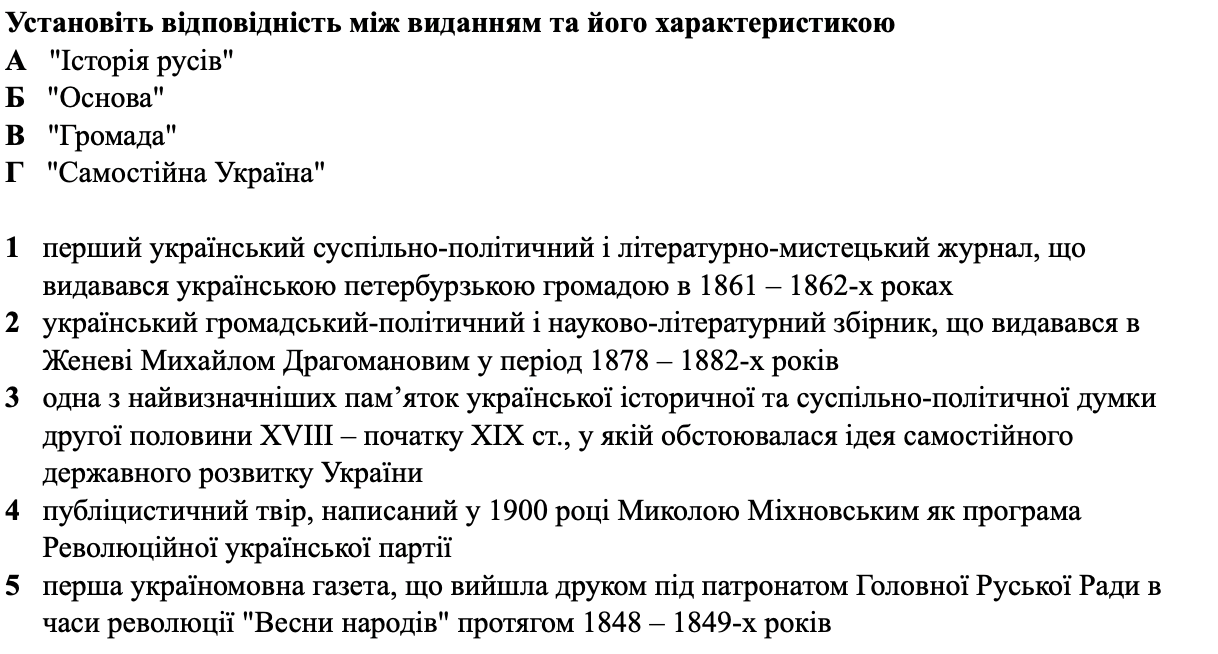 Установіть відповідність між виданням та його характеристикою
А "Історія русів"
Б "Основа"
В "Громада"
Г "Самостійна Україна"
1 перший український суспільно-політичний і літературно-мистецький журнал, що
видавався українською петербурзькою громадою в 1861 – 1862-х роках
2 український громадський-політичний і науково-літературний збірник, що видавався в
Женеві Михайлом Драгомановим у період 1878 – 1882-х років
3 одна з найвизначніших пам’яток української історичної та суспільно-політичної думки
другої половини XVIII – початку XIX ст., у якій обстоювалася ідея самостійного
державного розвитку України
4 публіцистичний твір, написаний у 1900 році Миколою Міхновським як програма
Революційної української партії
5 перша україномовна газета, що вийшла друком під патронатом Головної Руської Ради в
часи революції "Весни народів" протягом 1848 – 1849-х років